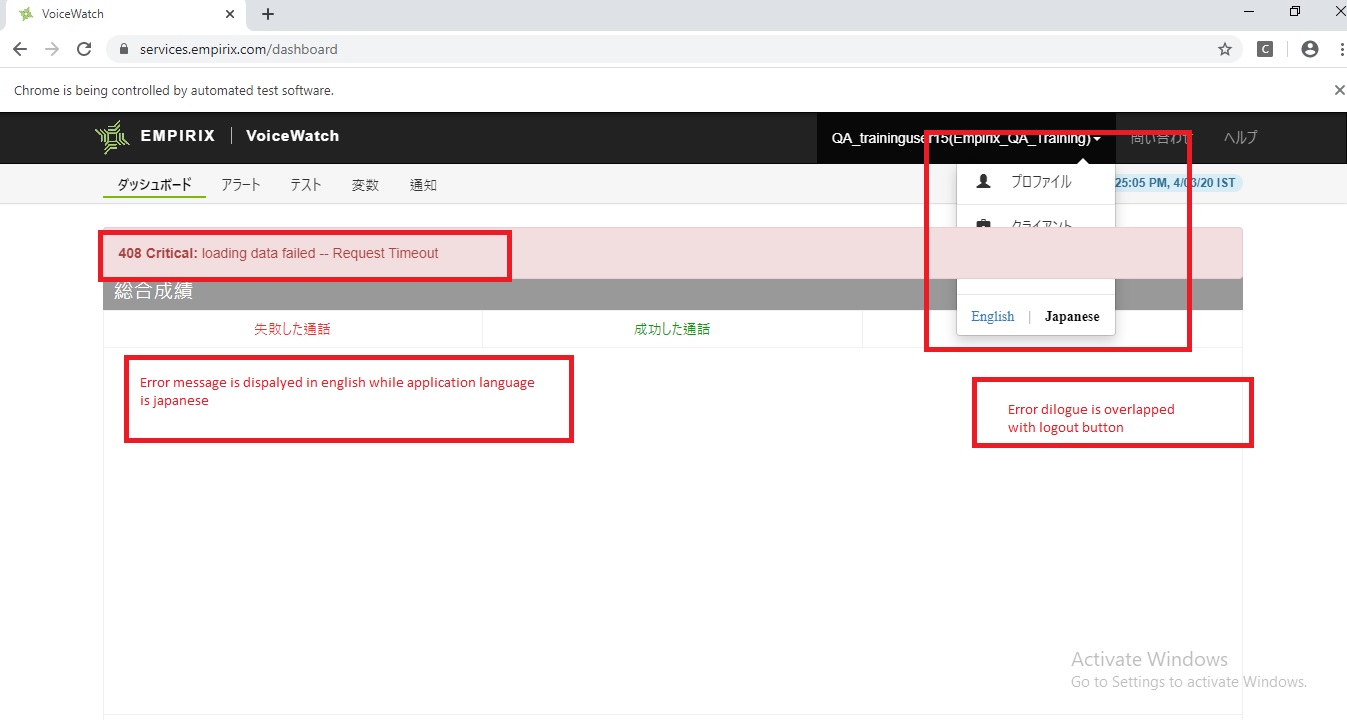 VoiceWatch
services.empirix.com/dashboard
C
Chrome is being controlled by automated test software.
EMPIRIX | VoiceWatch
QA_traininguser15(Empirix_QA_Training)
問い合わせ
ヘルプ
ダッシュボード アラート テスト 変数 通知
25:05 PM, 4/03/20 IST
プロファイル
クライアント
408 Critical: loading data failed -- Request Timeout
総合成績
English | Japanese
失敗した通話 成功した通話
Error message is dispalyed in english while application language
is japanese
Error dilogue is overlapped
with logout button
Activate Windows
Go to Settings to activate Windows.